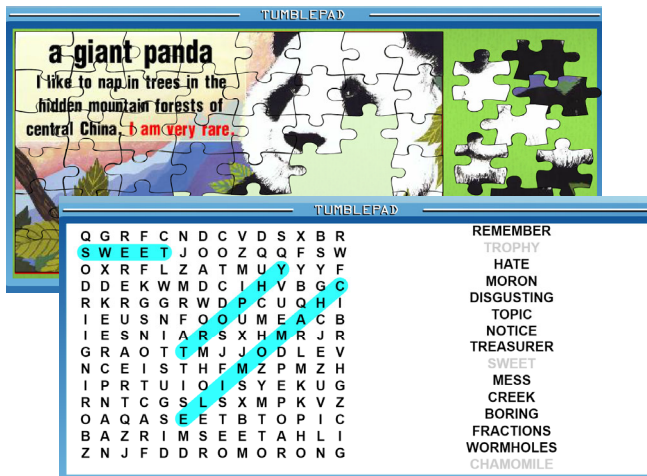 TUMBLEPAD
a giant panda
I like to nap in trees in the
hidden mountain forests of
central China. I am very rare.
TUMBLEPAD
Q G R F C N D C V D S X B R
S W E E T J O O Z Q Q F S W
O X R F L Z A T M U Y Y Y F
D D E K W M D C I H V B G C
R K R G G R W D P C U Q H I
I E U S N F O O U M E A C B
I E S N I A R S X H M R J R
G R A O T T M J J O D L E V
N C E I S T H F M Z P M Z H
I P R T U I O I S Y E K U G
R N T C G S L S X M P K V Z
O A Q A S E E T B T O P I C
B A Z R I M S E E T A H L I
Z N J F D D R O M O R O N G
REMEMBER
TROPHY
HATE
MORON
DISGUSTING
TOPIC
NOTICE
TREASURER
SWEET
MESS
CREEK
BORING
FRACTIONS
WORMHOLES
CHAMOMILE